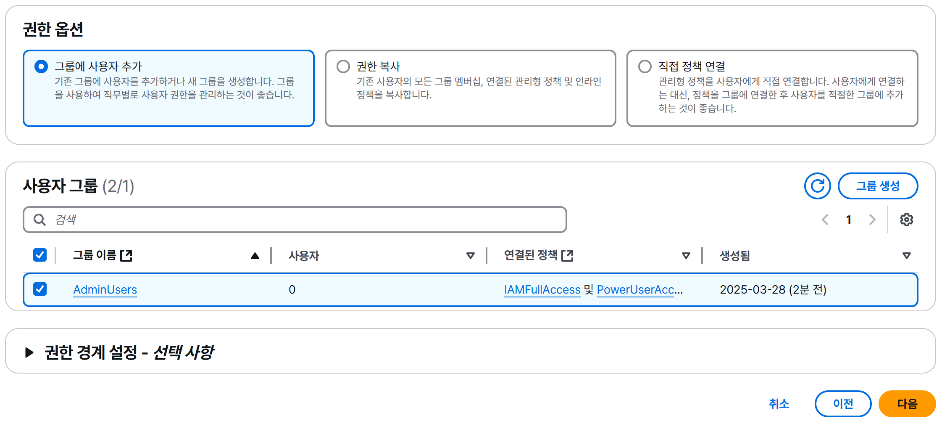 권한 옵션
그룹에 사용자 추가
기존 그룹에 사용자를 추가하거나 새 그룹을 생성합니다. 그룹
을 사용하여 직무별로 사용자 권한을 관리하는 것이 좋습니다.
권한 복사
기존 사용자의 모든 그룹 멤버십, 연결된 관리형 정책 및 인라인
정책을 복사합니다.
직접 정책 연결
관리형 정책을 사용자에게 직접 연결합니다. 사용자에게 연결하
는 대신, 정책을 그룹에 연결한 후 사용자를 적절한 그룹에 추가
하는 것이 좋습니다.
사용자 그룹 (2/1)
그룹 생성
검색
1
그룹 이름 사용자 연결된 정책 생성됨
AdminUsers 0 IAMFullAccess 및 PowerUserAcc... 2025-03-28 (2분 전)
권한 경계 설정 - 선택 사항
취소 이전 다음